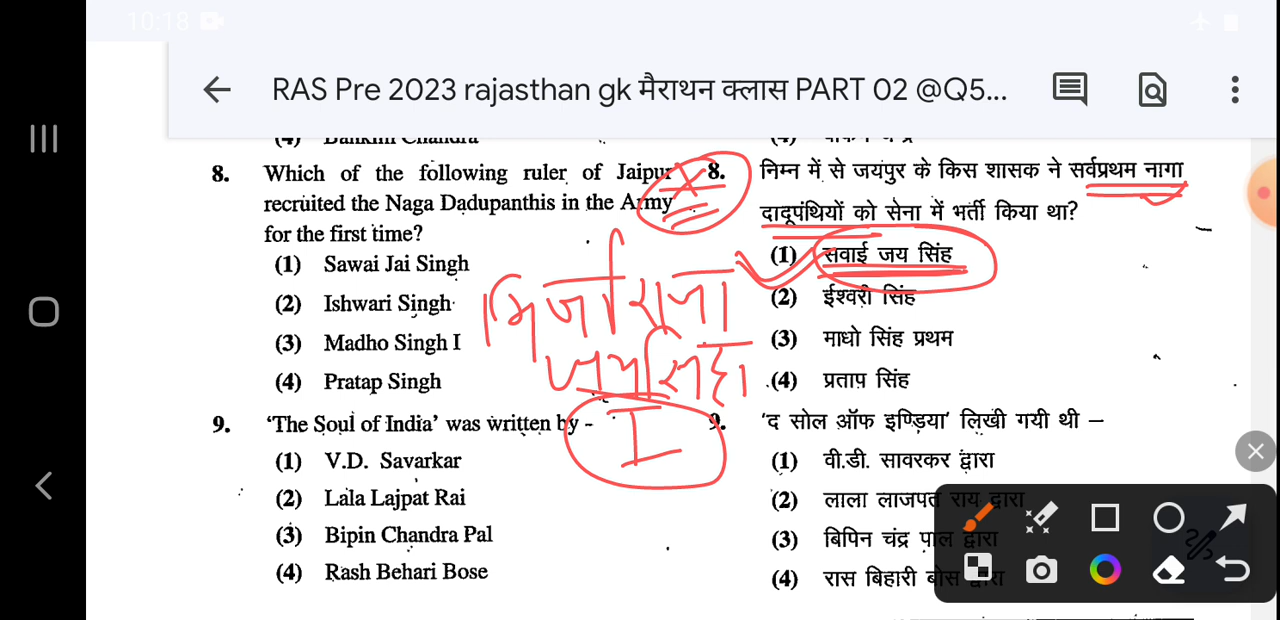 10:18
RAS Pre 2023 rajasthan gk मैराथन क्लास PART 02 @Q5...
(4) Bankim Chandra
8. Which of the following ruler of Jaipur
recruited the Naga Dadupanthis in the Army
for the first time?
(1) Sawai Jai Singh
(2) Ishwari Singh
(3) Madho Singh I
(4) Pratap Singh
9. 'The Soul of India' was written by -
(1) V.D. Savarkar
(2) Lala Lajpat Rai
(3) Bipin Chandra Pal
(4) Rash Behari Bose
मिर्जा राजा
जयसिंह
I
8. निम्न में से जयपुर के किस शासक ने सर्वप्रथम नागा
दादूपंथियों को सेना में भर्ती किया था?
(1) सवाई जय सिंह
(2) ईश्वरी सिंह
(3) माधो सिंह प्रथम
(4) प्रताप सिंह
9. 'द सोल ऑफ इण्डिया' लिखी गयी थी —
(1) वी.डी. सावरकर द्वारा
(2) लाला लाजपत राय द्वारा
(3) बिपिन चंद्र पाल द्वारा
(4) रास बिहारी बोस द्वारा